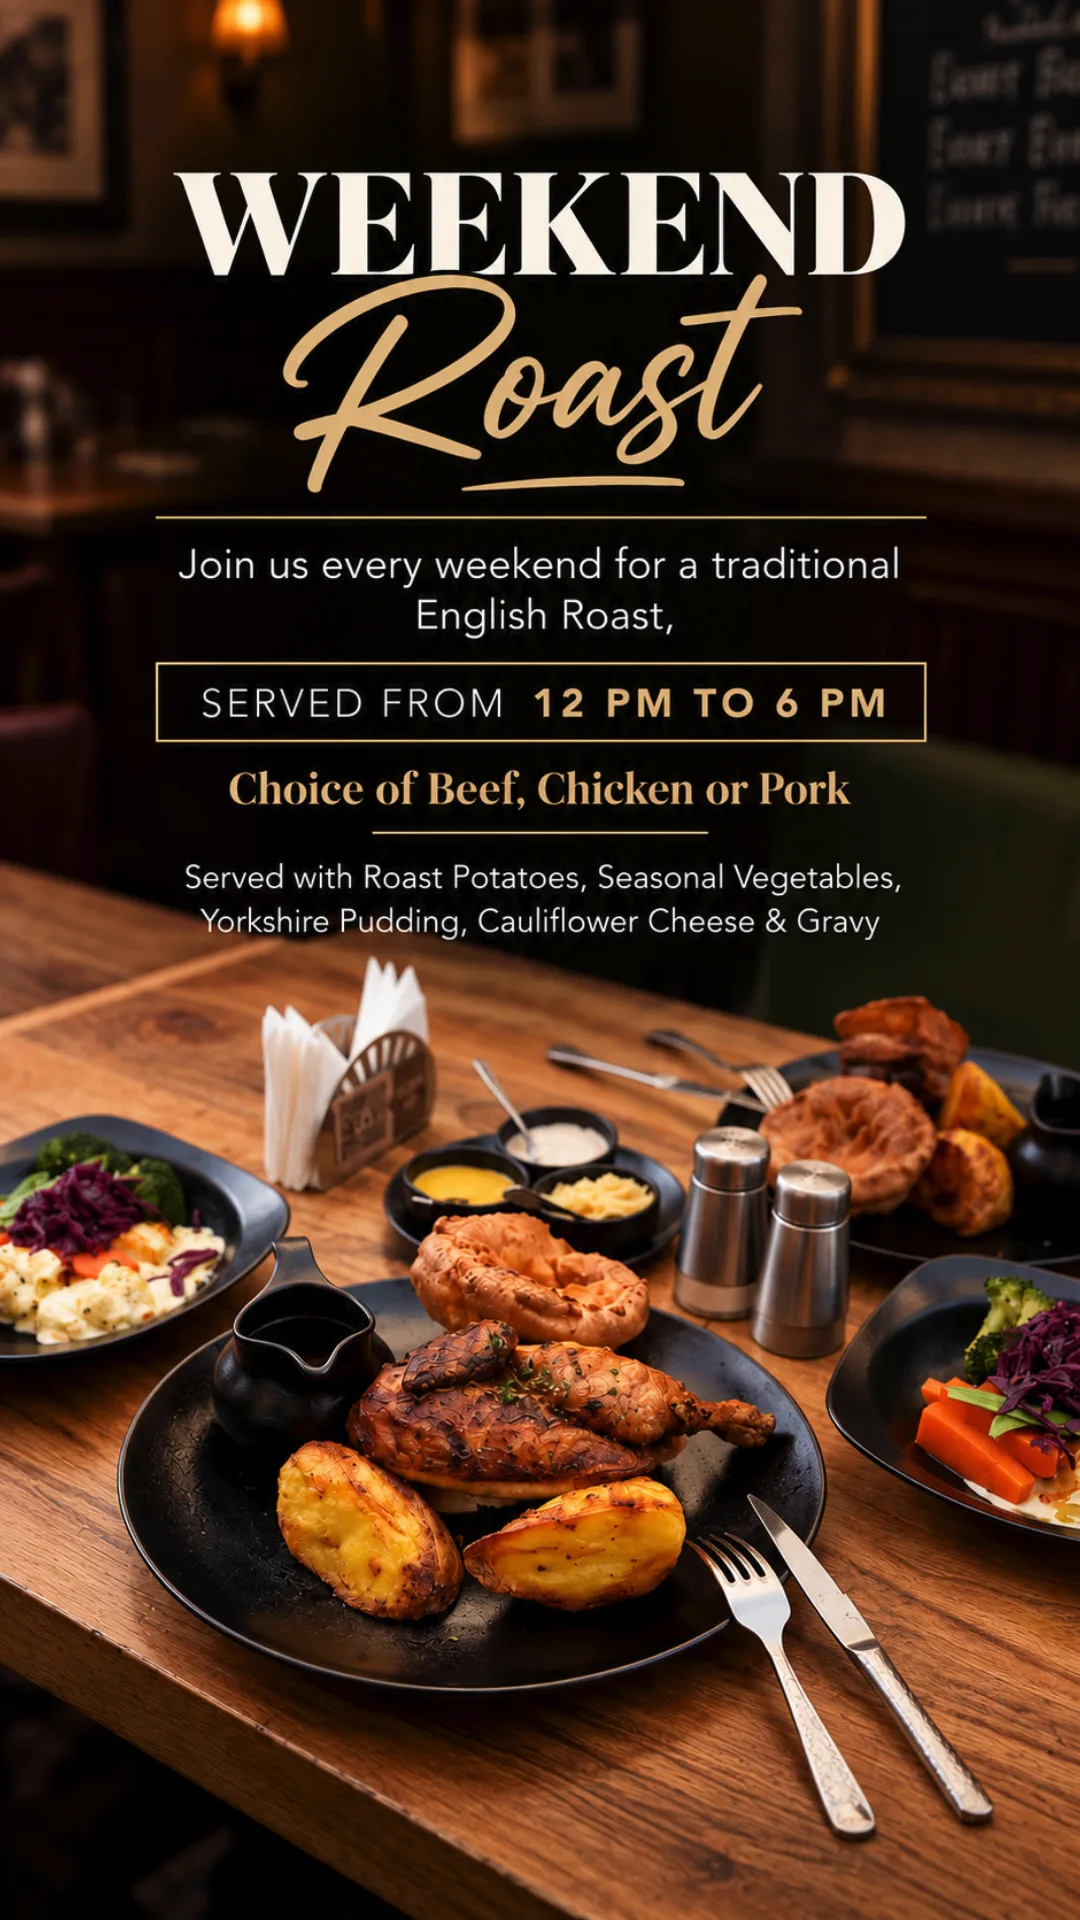 WEEKEND
Roast
Join us every weekend for a traditional
English Roast,
SERVED FROM 12 PM TO 6 PM
Choice of Beef, Chicken or Pork
Served with Roast Potatoes, Seasonal Vegetables,
Yorkshire Pudding, Cauliflower Cheese & Gravy